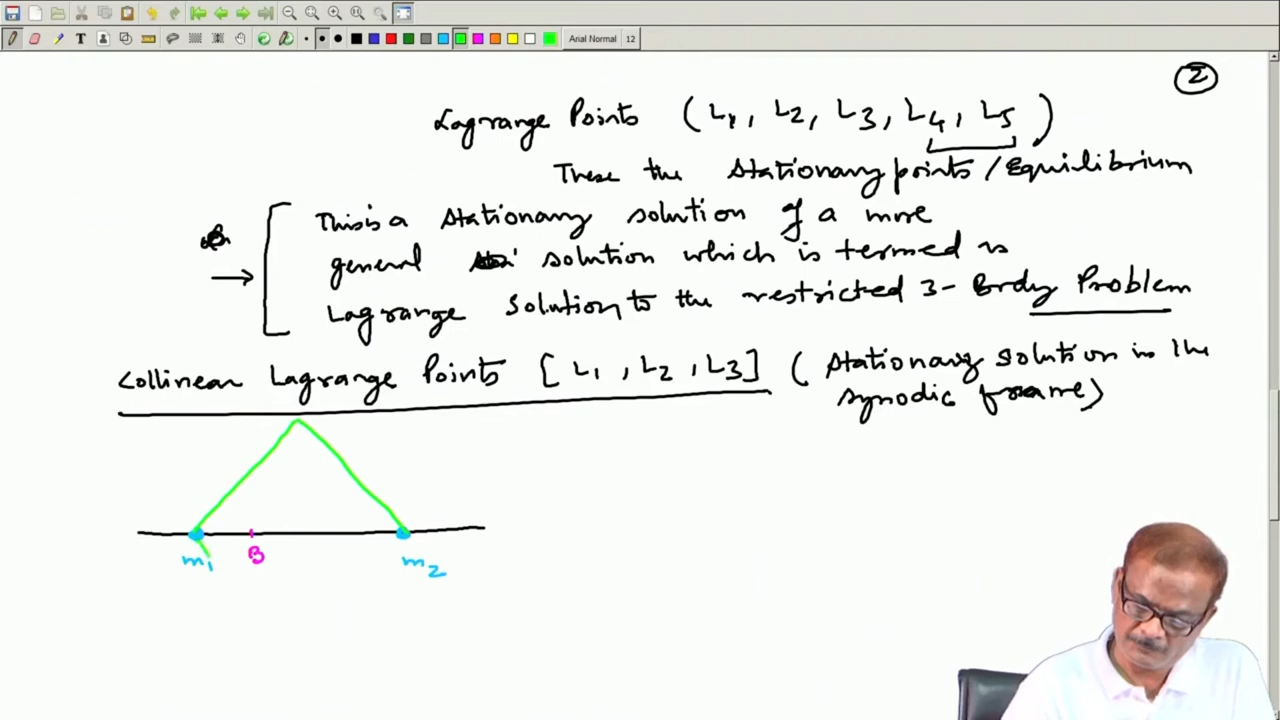 Arial Normal 12
2
Lagrange Points (L1, L2, L3, L4, L5)
These the stationary points/Equilibrium
This is a stationary solution of a more
general solution which is termed as
Lagrange solution to the restricted 3-Body Problem
Collinear Lagrange Points [L1, L2, L3] (stationary solution in the
synodic frame)
m1 B m2